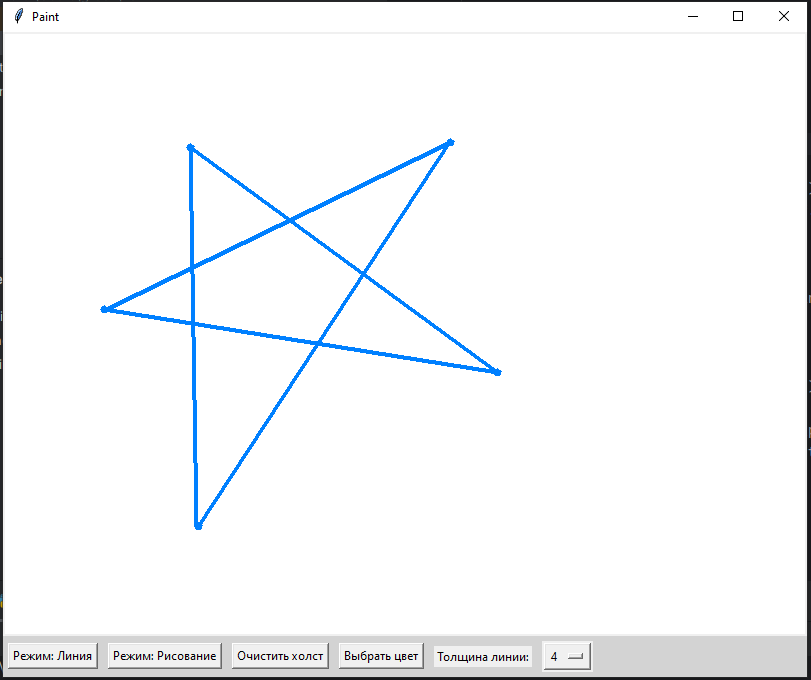 Paint
Режим: Линия
Режим: Рисование
Очистить холст
Выбрать цвет
Толщина линии:
4